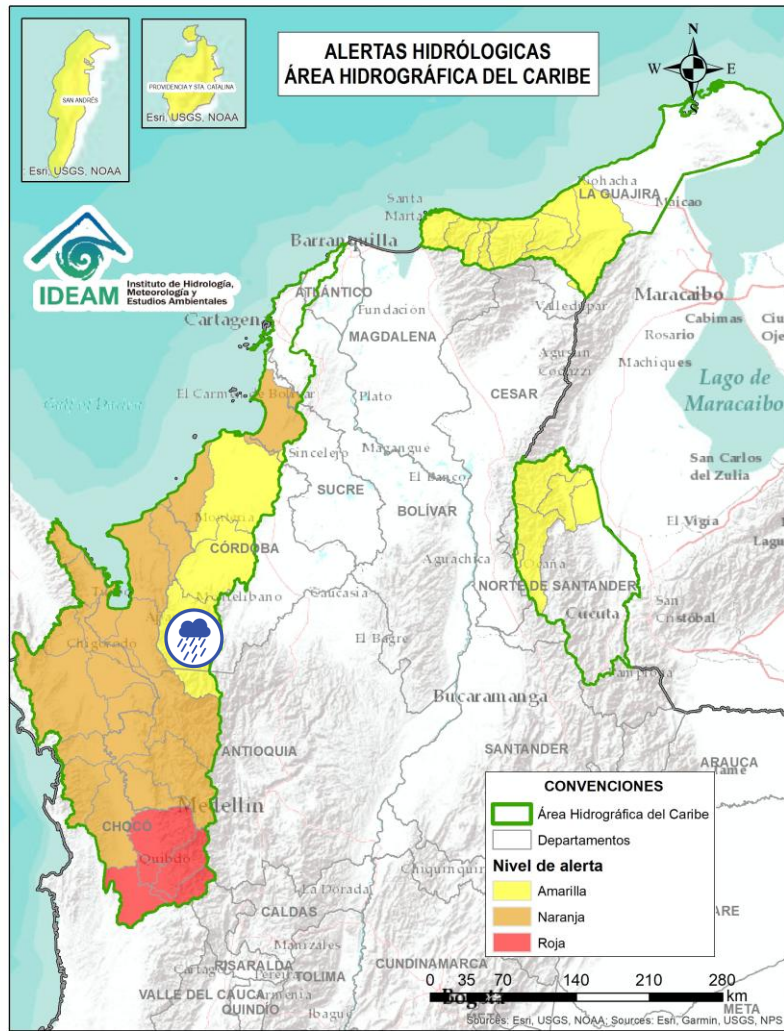 ALERTAS HIDRÓLOGICAS
ÁREA HIDROGRÁFICA DEL CARIBE
N
W
E
S
SAN ANDRÉS
Esri, USGS, NOAA
PROVIDENCIA Y STA. CATALINA
Esri, USGS, NOAA
IDEAM
Instituto de Hidrología,
Meteorología y
Estudios Ambientales
Santa
Marta
LA GUAJIRA
Maicao
Barranquilla
ATLÁNTICO
Fundación
Valledupar
Maracaibo
Cabimas
Rosario
Machiques
MAGDALENA
Agustín
Codazzi
CESAR
Lago de
Maracaibo
El Carmen de Bolívar
Plato
Sincelejo
Magangue
El Banco
San Carlos
del Zulia
SUCRE
BOLÍVAR
El Vigía
CÓRDOBA
Aguachica
NORTE DE SANTANDER
Montelibano
Caucasia
Cucuta
San
Cristóbal
Chigorodo
El Bagre
Bucaramanga
ANTIOQUIA
SANTANDER
ARAUCA
Medellín
CHOCÓ
Quibdo
La Dorada
CALDAS
Manizales
RISARALDA
TOLIMA
CUNDINAMARCA
VALLE DEL CAUCA
QUINDÍO
Ibague
Bogotá
META
META
CONVENCIONES
Área Hidrográfica del Caribe
Departamentos
Nivel de alerta
Amarilla
Naranja
Roja
0 35 70 140 210 280
km
Sources: Esri, USGS, NOAA; Sources: Esri, Garmin, USGS, NPS